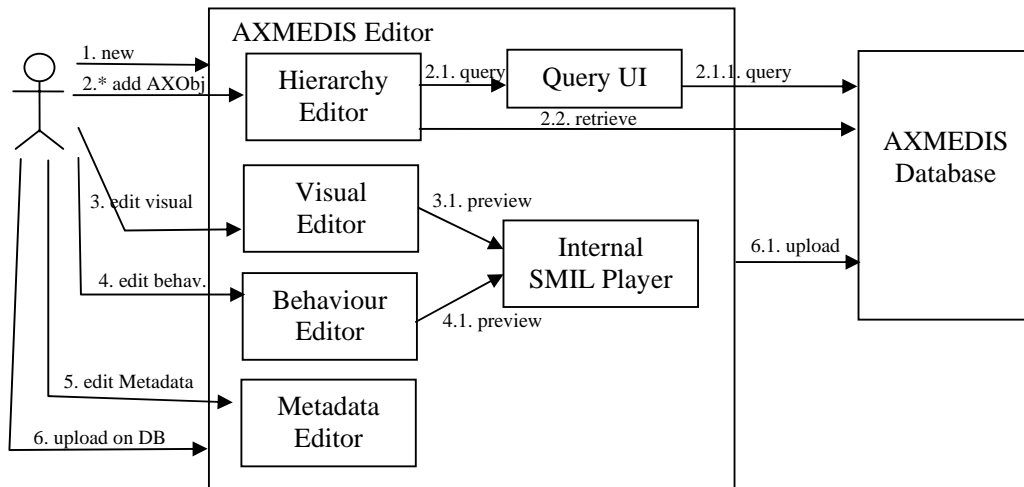 AXMEDIS Editor
1. new
2.* add AXObj
Hierarchy
Editor
2.1. query
Query UI
2.1.1. query
2.2. retrieve
AXMEDIS
Database
3. edit visual
Visual
Editor
3.1. preview
Internal
SMIL Player
6.1. upload
4. edit behav.
Behaviour
Editor
4.1. preview
5. edit Metadata
Metadata
Editor
6. upload on DB